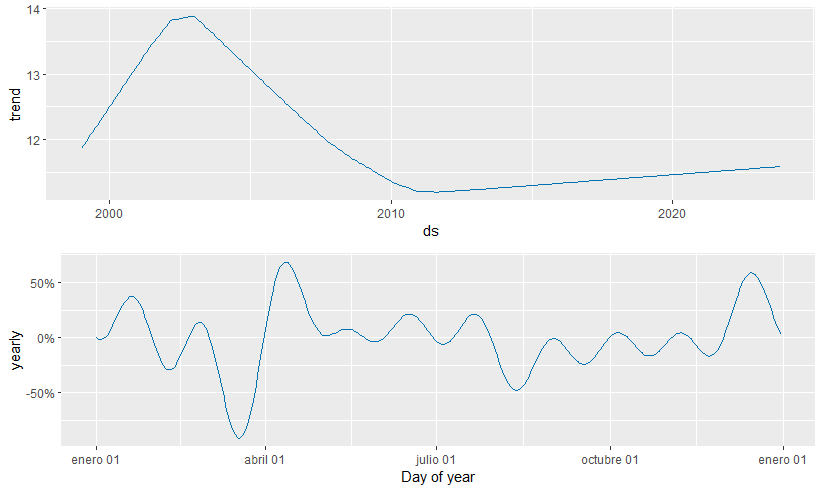 14
13
12
trend
2000 2010 2020
ds
50%
0%
-50%
yearly
enero 01 abril 01 julio 01 octubre 01 enero 01
Day of year